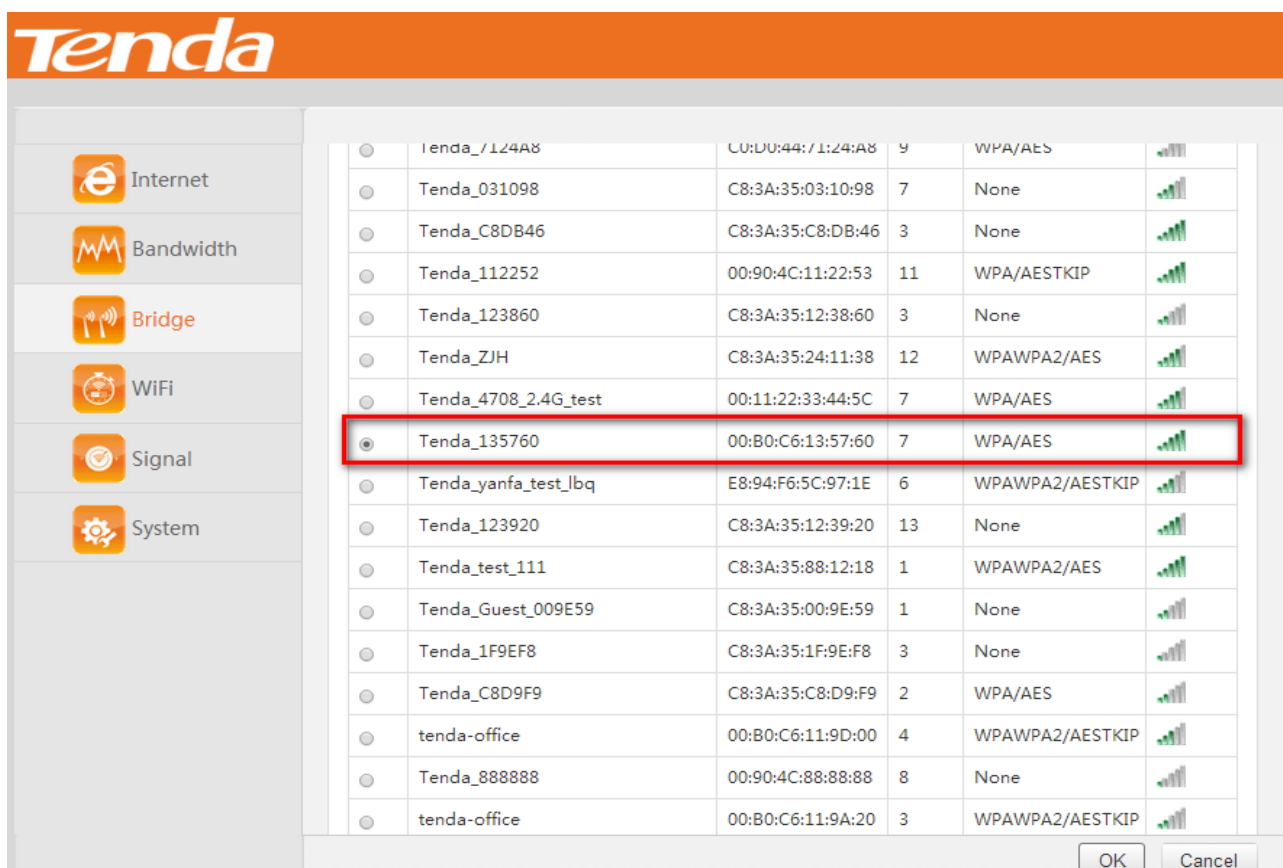 Tenda
Internet
Bandwidth
Bridge
WiFi
Signal
System
Tenda_7124A8 C0:D0:44:71:24:A8 9 WPA/AES
Tenda_031098 C8:3A:35:03:10:98 7 None
Tenda_C8DB46 C8:3A:35:C8:DB:46 3 None
Tenda_112252 00:90:4C:11:22:53 11 WPA/AESTKIP
Tenda_123860 C8:3A:35:12:38:60 3 None
Tenda_ZJH C8:3A:35:24:11:38 12 WPAWPA2/AES
Tenda_4708_2.4G_test 00:11:22:33:44:5C 7 WPA/AES
Tenda_135760 00:B0:C6:13:57:60 7 WPA/AES
Tenda_yanfa_test_lbq E8:94:F6:5C:97:1E 6 WPAWPA2/AESTKIP
Tenda_123920 C8:3A:35:12:39:20 13 None
Tenda_test_111 C8:3A:35:88:12:18 1 WPAWPA2/AES
Tenda_Guest_009E59 C8:3A:35:00:9E:59 1 None
Tenda_1F9EF8 C8:3A:35:1F:9E:F8 3 None
Tenda_C8D9F9 C8:3A:35:C8:D9:F9 2 WPA/AES
tenda-office 00:B0:C6:11:9D:00 4 WPAWPA2/AESTKIP
Tenda_888888 00:90:4C:88:88:88 8 None
tenda-office 00:B0:C6:11:9A:20 3 WPAWPA2/AESTKIP
OK Cancel